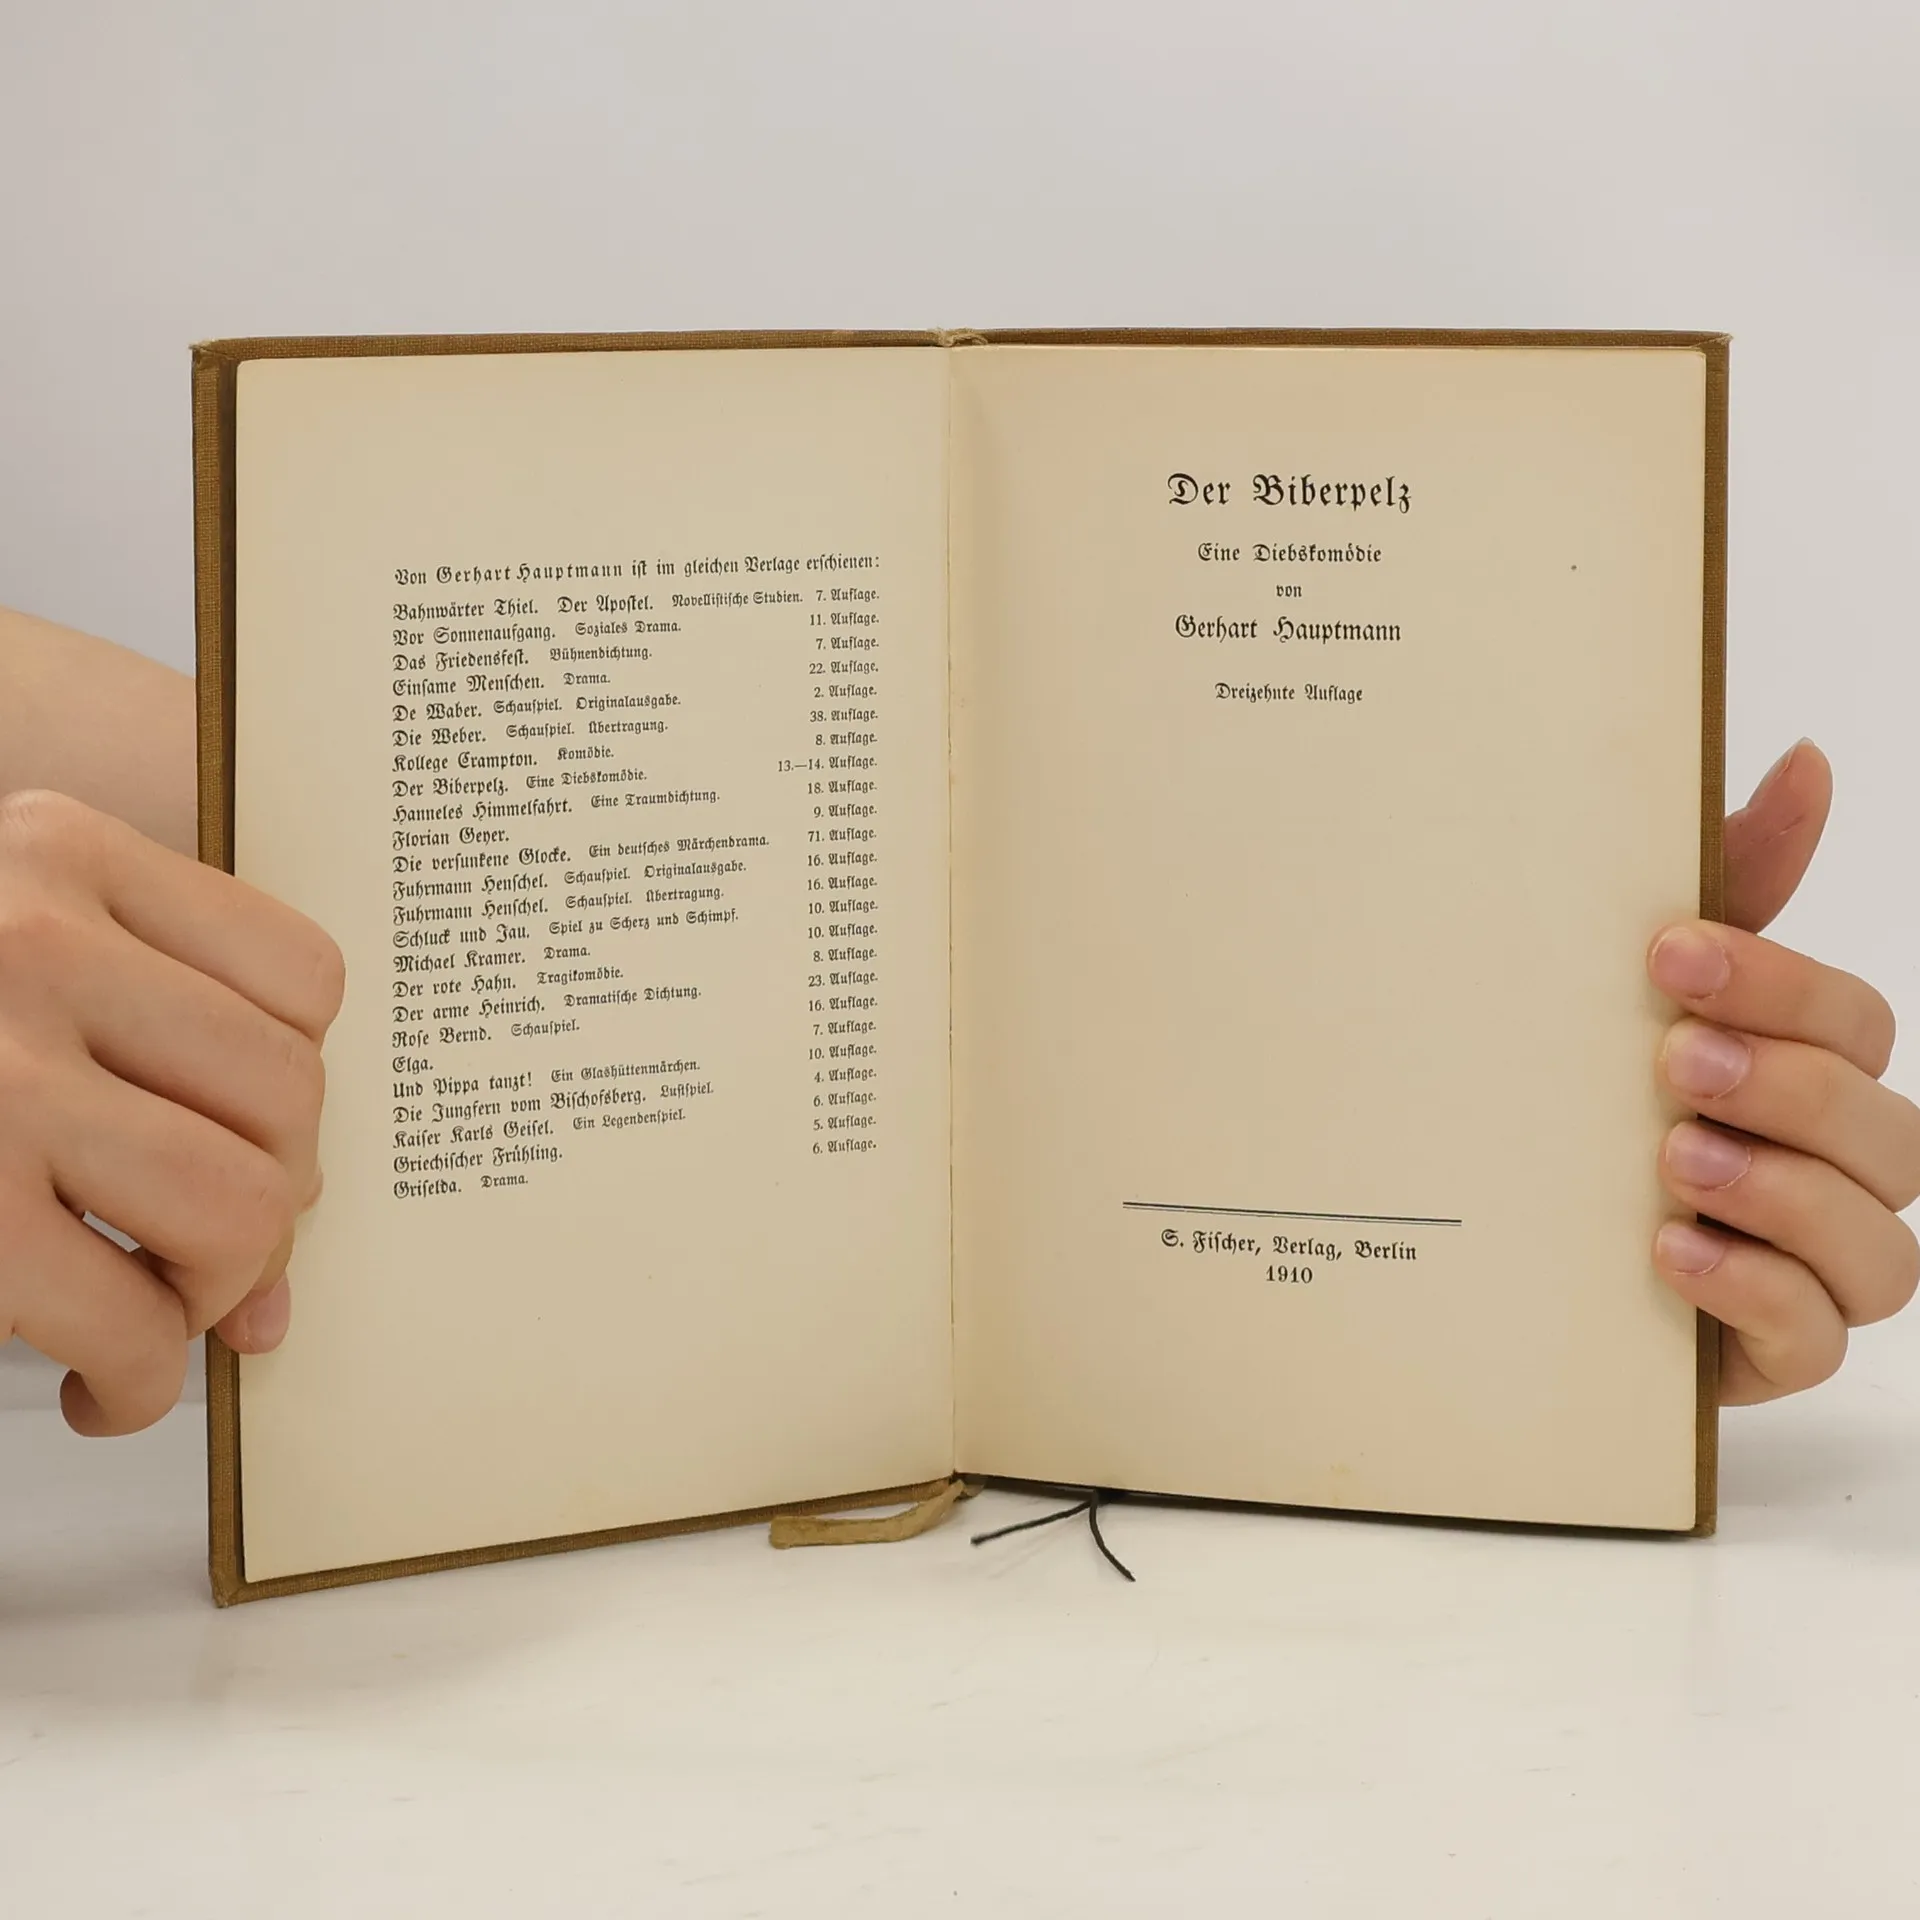 Von Gerhart Hauptmann ist im gleichen Verlage erschienen:
Bahnwärter Thiel. Der Apostel. Novellistische Studien. 7. Auflage.
Vor Sonnenaufgang. Soziales Drama. 11. Auflage.
Das Friedensfest. Bühnendichtung. 7. Auflage.
Einsame Menschen. Drama. 22. Auflage.
De Waber. Schauspiel. Originalausgabe. 2. Auflage.
Die Weber. Schauspiel. Übertragung. 38. Auflage.
Kollege Crampton. Komödie. 8. Auflage.
Der Biberpelz. Eine Diebskomödie. 13.—14. Auflage.
Hanneles Himmelfahrt. Eine Traumdichtung. 18. Auflage.
Florian Geyer. 9. Auflage.
Die versunkene Glocke. Ein deutsches Märchendrama. 71. Auflage.
Fuhrmann Henschel. Schauspiel. Originalausgabe. 16. Auflage.
Fuhrmann Henschel. Schauspiel. Übertragung. 16. Auflage.
Schluck und Jau. Spiel zu Scherz und Schimpf. 10. Auflage.
Michael Kramer. Drama. 10. Auflage.
Der rote Hahn. Tragikomödie. 8. Auflage.
Der arme Heinrich. Dramatische Dichtung. 23. Auflage.
Rose Bernd. Schauspiel. 16. Auflage.
Elga. 7. Auflage.
Und Pippa tanzt! Ein Glashüttenmärchen. 10. Auflage.
Die Jungfern vom Bischofsberg. Lustspiel. 4. Auflage.
Kaiser Karls Geisel. Ein Legendenspiel. 6. Auflage.
Griechischer Frühling. 5. Auflage.
Griselda. Drama. 6. Auflage.
Der Biberpelz
Eine Diebskomödie
von
Gerhart Hauptmann
Dreizehnte Auflage
S. Fischer, Verlag, Berlin
1910